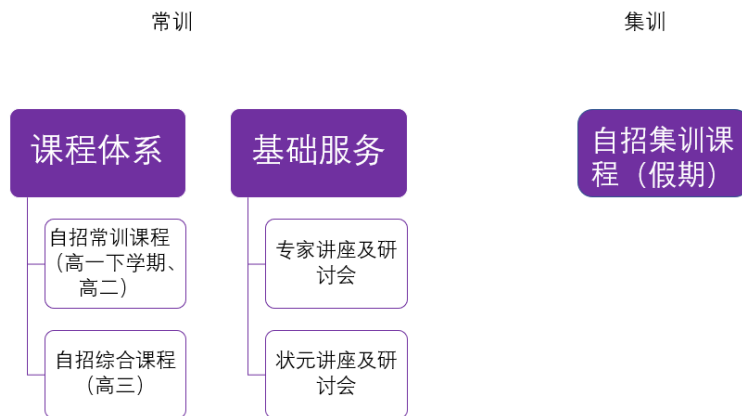 常训
集训
课程体系
自招常训课程
（高一下学期、
高二）
自招综合课程
（高三）
基础服务
专家讲座及研
讨会
状元讲座及研
讨会
自招集训课
程（假期）